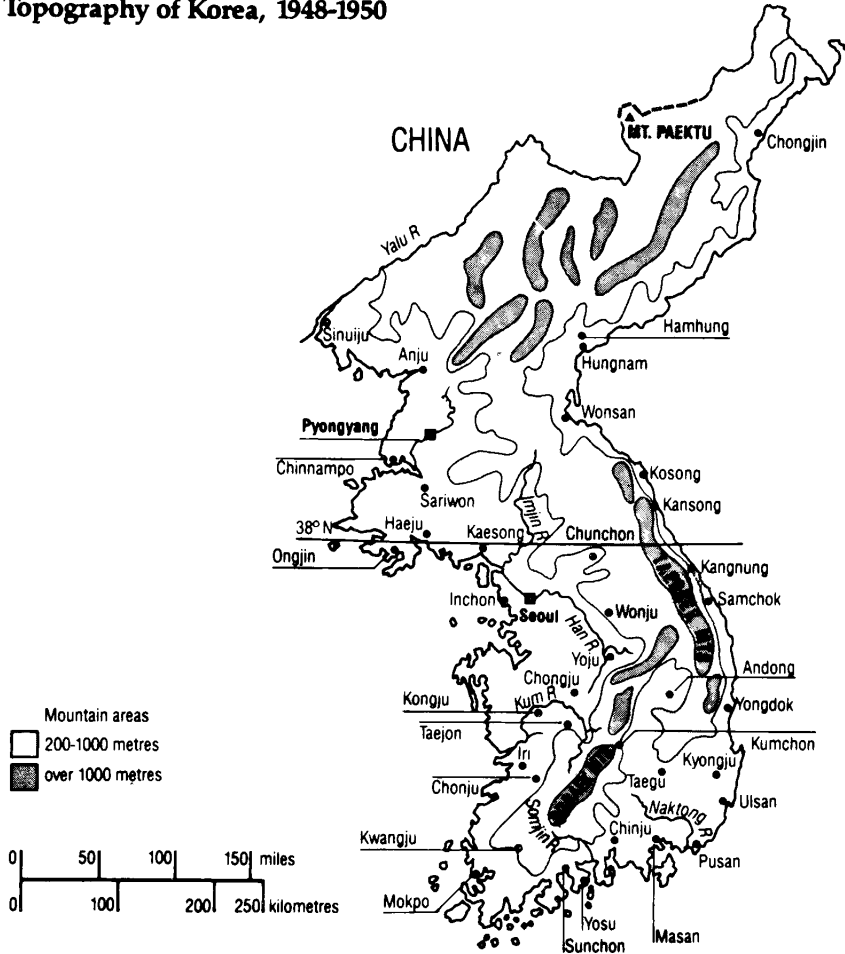 Topography of Korea, 1948-1950
CHINA
MT. PAEKTU
Chongjin
Yalu R
Sinuiju
Hamhung
Anju
Hungnam
Wonsan
Pyongyang
Chinnampo
Kosong
Sariwon
Kansong
Imjin R
38° N
Haeju
Kaesong
Chunchon
Ongjin
Kangnung
Inchon
Seoul
Samchok
Wonju
Han R
Yoju
Andong
Chongju
Kongju
Kum R
Yongdok
Taejon
Kumchon
Iri
Kyongju
Taegu
Chonju
Ulsan
Naktong R
Somjin R
Chinju
Kwangju
Pusan
Mokpo
Yosu
Masan
Sunchon
Mountain areas
200-1000 metres
over 1000 metres
0 50 100 150 miles
0 100 200 250 kilometres